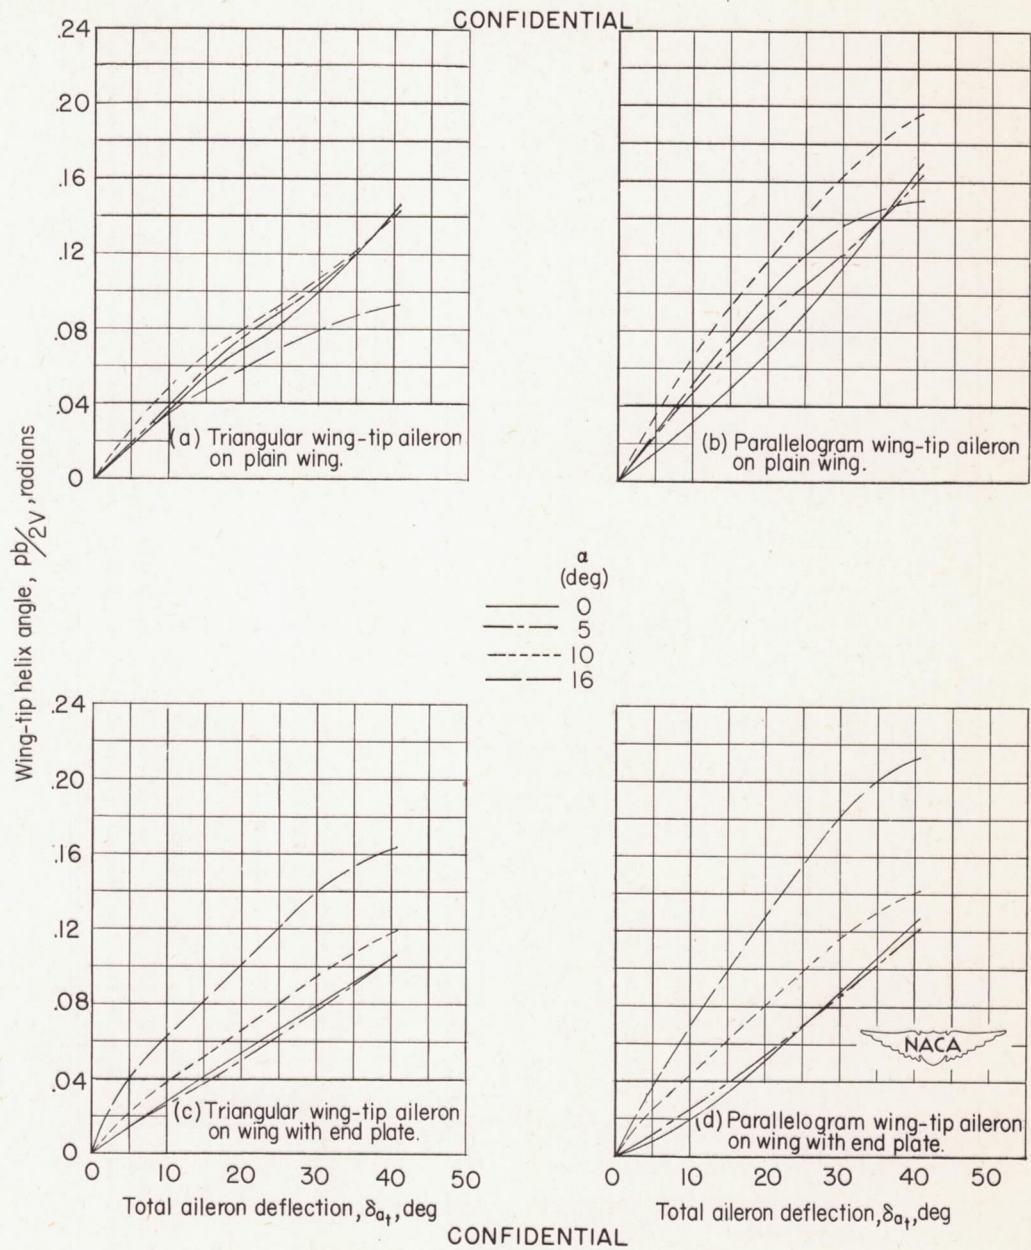 CONFIDENTIAL
.24
.20
.16
.12
.08
.04
0
(a) Triangular wing-tip aileron
on plain wing.
(b) Parallelogram wing-tip aileron
on plain wing.
Wing-tip helix angle, pb/2V, radians
α
(deg)
0
5
10
16
.24
.20
.16
.12
.08
.04
0
(c) Triangular wing-tip aileron
on wing with end plate.
NACA
(d) Parallelogram wing-tip aileron
on wing with end plate.
0 10 20 30 40 50
0 10 20 30 40 50
Total aileron deflection, δat, deg
Total aileron deflection, δat, deg
CONFIDENTIAL